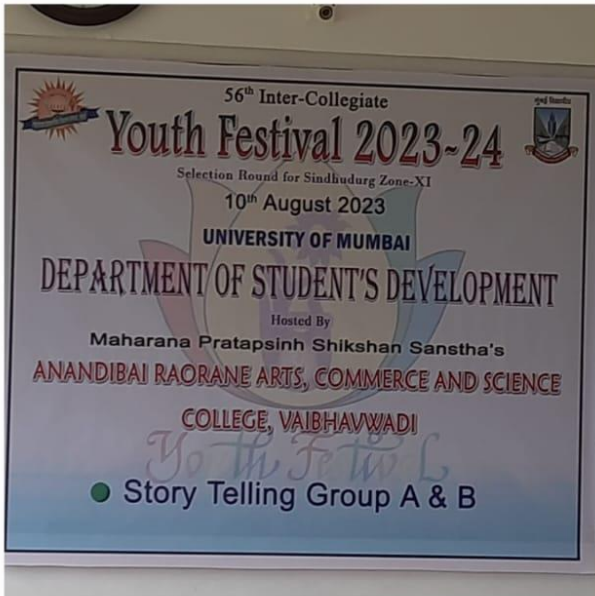 56th Inter-Collegiate
मुंबई विद्यापीठ
Youth Festival 2023~24
Selection Round for Sindhudurg Zone-XI
10th August 2023
UNIVERSITY OF MUMBAI
DEPARTMENT OF STUDENT'S DEVELOPMENT
Hosted By
Maharana Pratapsinh Shikshan Sanstha's
ANANDIBAI RAORANE ARTS, COMMERCE AND SCIENCE
COLLEGE, VAIBHAVWADI
Youth Festival
Story Telling Group A & B